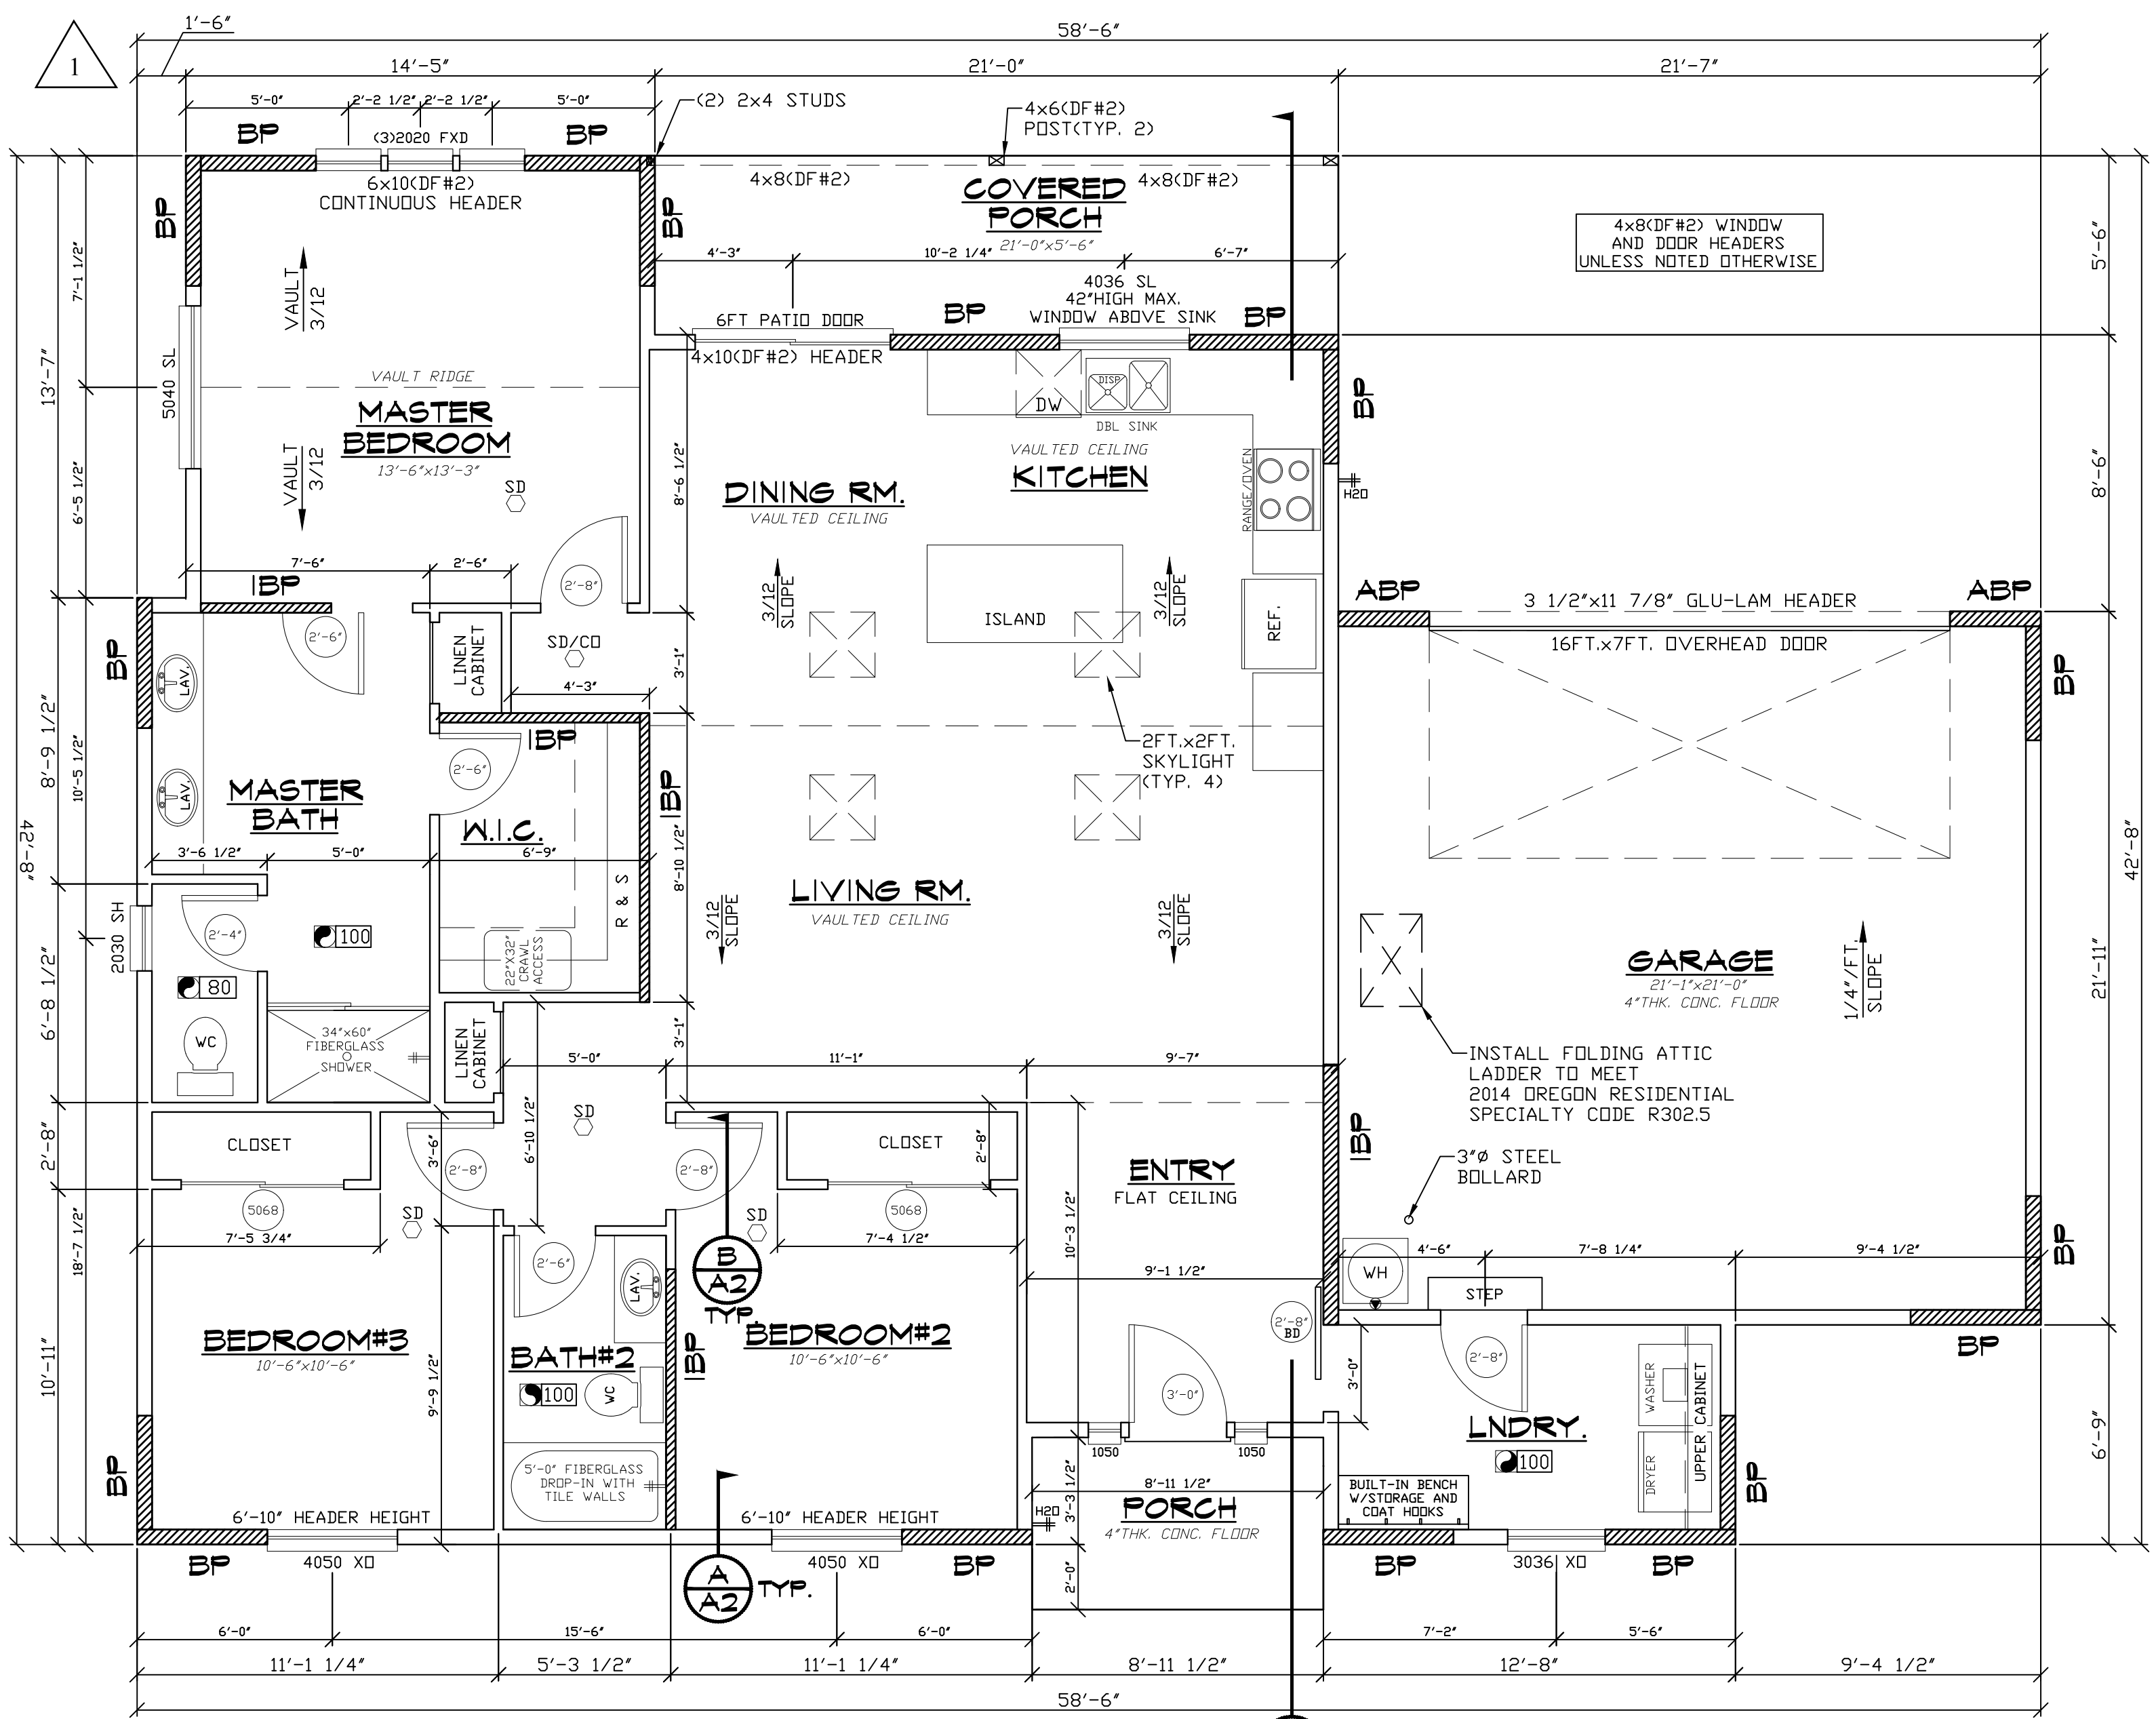 1'-6"
58'-6"
1
14'-5"
21'-0"
21'-7"
5'-0"
2'-2 1/2"
2'-2 1/2"
5'-0"
(2) 2x4 STUDS
4x6(DF#2)
POST(TYP. 2)
BP
(3)2020 FXD
BP
6x10(DF#2)
CONTINUOUS HEADER
4x8(DF#2)
COVERED
PORCH
21'-0"x5'-6"
4x8(DF#2)
BP
BP
4x8(DF#2) WINDOW
AND DOOR HEADERS
UNLESS NOTED OTHERWISE
5'-6"
7'-1 1/2"
VAULT
3/12
4'-3"
10'-2 1/4"
6'-7"
4036 SL
42"HIGH MAX.
WINDOW ABOVE SINK
BP
BP
6FT PATIO DOOR
4x10(DF#2) HEADER
13'-7"
5040 SL
VAULT RIDGE
MASTER
BEDROOM
13'-6"x13'-3"
VAULT
3/12
SD
DISP
DW
DBL SINK
VAULTED CEILING
KITCHEN
BP
RANGE/OVEN
H2O
8'-6"
6'-5 1/2"
8'-6 1/2"
DINING RM.
VAULTED CEILING
7'-6"
2'-6"
IBP
2'-8"
3/12
SLOPE
3/12
SLOPE
ISLAND
REF.
ABP
3 1/2"x11 7/8" GLU-LAM HEADER
ABP
16FT.x7FT. OVERHEAD DOOR
BP
2'-6"
LINEN
CABINET
SD/CO
4'-3"
3'-1"
BP
LAV.
IBP
2'-6"
2FT.x2FT.
SKYLIGHT
(TYP. 4)
8'-9 1/2"
10'-5 1/2"
LAV.
MASTER
BATH
W.I.C.
IBP
8'-10 1/2"
42'-8"
42'-8"
3'-6 1/2"
5'-0"
6'-9"
R & S
LIVING RM.
VAULTED CEILING
3/12
SLOPE
3/12
SLOPE
2030 SH
2'-4"
100
80
22"X32"
CRAWL
ACCESS
GARAGE
21'-1"x21'-0"
4"THK. CONC. FLOOR
1/4"/FT.
SLOPE
21'-11"
6'-8 1/2"
WC
34"x60"
FIBERGLASS
SHOWER
LINEN
CABINET
3'-1"
5'-0"
11'-1"
9'-7"
INSTALL FOLDING ATTIC
LADDER TO MEET
2014 OREGON RESIDENTIAL
SPECIALTY CODE R302.5
2'-8"
CLOSET
3'-6"
2'-8"
6'-10 1/2"
SD
2'-8"
CLOSET
2'-8"
ENTRY
FLAT CEILING
IBP
3"Ø STEEL
BOLLARD
5068
SD
SD
5068
7'-5 3/4"
7'-4 1/2"
10'-3 1/2"
18'-7 1/2"
2'-6"
B
A2
TYP.
9'-1 1/2"
WH
4'-6"
7'-8 1/4"
9'-4 1/2"
STEP
BP
LAV.
BEDROOM#3
10'-6"x10'-6"
BATH#2
IBP
BEDROOM#2
10'-6"x10'-6"
2'-8"
BD
3'-0"
2'-8"
BP
10'-11"
9'-9 1/2"
100
WC
3'-0"
WASHER
UPPER CABINET
6'-9"
LNDRY.
100
1050
1050
BP
5'-0" FIBERGLASS
DROP-IN WITH
TILE WALLS
8'-11 1/2"
BUILT-IN BENCH
W/STORAGE AND
COAT HOOKS
DRYER
BP
6'-10" HEADER HEIGHT
6'-10" HEADER HEIGHT
H2O
3'-3 1/2"
PORCH
4"THK. CONC. FLOOR
BP
4050 XO
A
A2
TYP.
4050 XO
BP
2'-0"
BP
3036 XO
BP
6'-0"
15'-6"
6'-0"
7'-2"
5'-6"
11'-1 1/4"
5'-3 1/2"
11'-1 1/4"
8'-11 1/2"
12'-8"
9'-4 1/2"
58'-6"